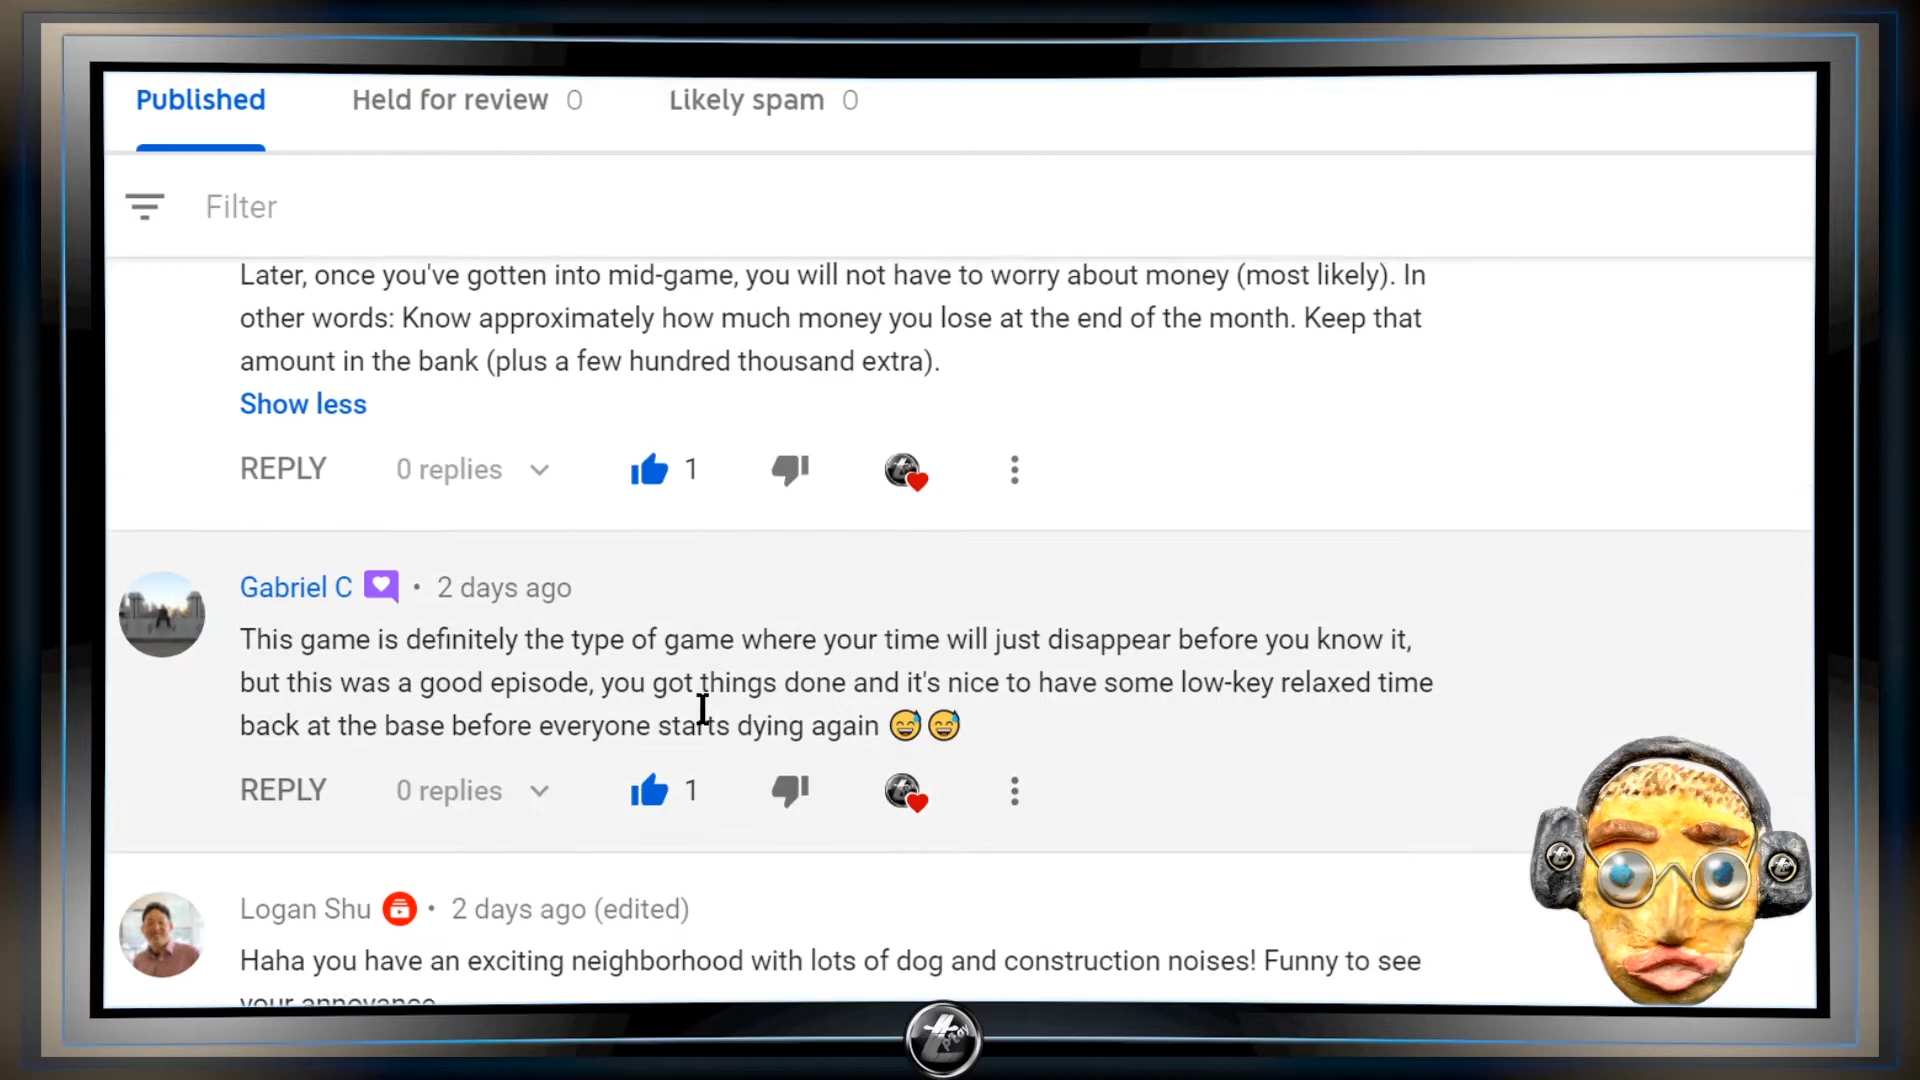 Published Held for review 0 Likely spam 0
Filter
Later, once you've gotten into mid-game, you will not have to worry about money (most likely). In
other words: Know approximately how much money you lose at the end of the month. Keep that
amount in the bank (plus a few hundred thousand extra).
Show less
REPLY 0 replies 1
Gabriel C • 2 days ago
This game is definitely the type of game where your time will just disappear before you know it,
but this was a good episode, you got things done and it's nice to have some low-key relaxed time
back at the base before everyone starts dying again 😅😅
REPLY 0 replies 1
Logan Shu • 2 days ago (edited)
Haha you have an exciting neighborhood with lots of dog and construction noises! Funny to see
your annoyance